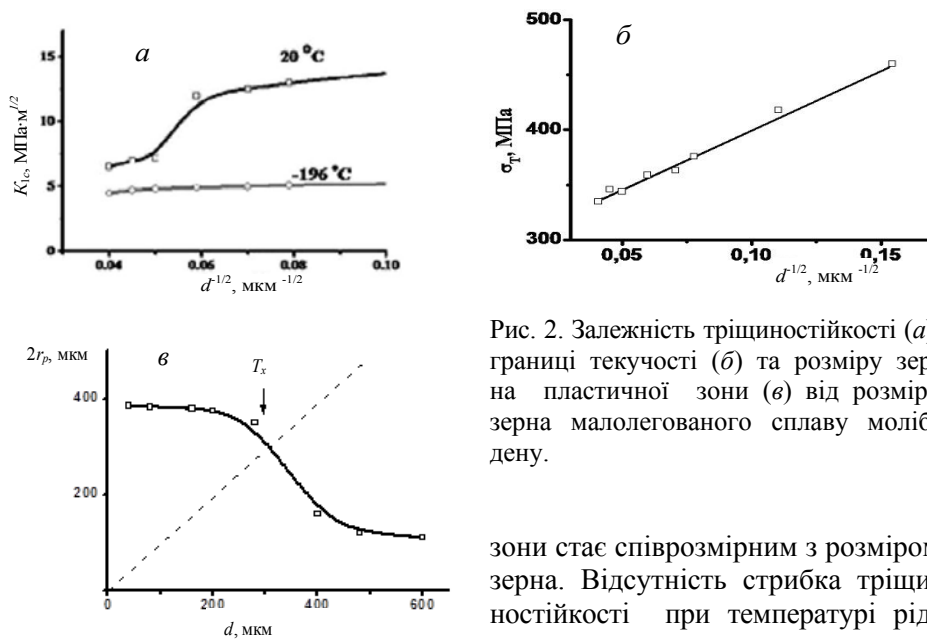 а
20 °C
-196 °C
K1c, МПа·м1/2
15
10
5
0
0.04 0.06 0.08 0.10
d-1/2, мкм -1/2
б
σT, МПа
500
400
300
0,05 0,10 0,15
d-1/2, мкм -1/2
2rp, мкм
в
Tx
400
200
0 200 400 600
d, мкм
Рис. 2. Залежність тріщиностійкості (а)
границі текучості (б) та розміру зер
на пластичної зони (в) від розмір
зерна малолегованого сплаву моліб
дену.
зони стає співрозмірним з розміром
зерна. Відсутність стрибка тріщи
ностійкості при температурі рід